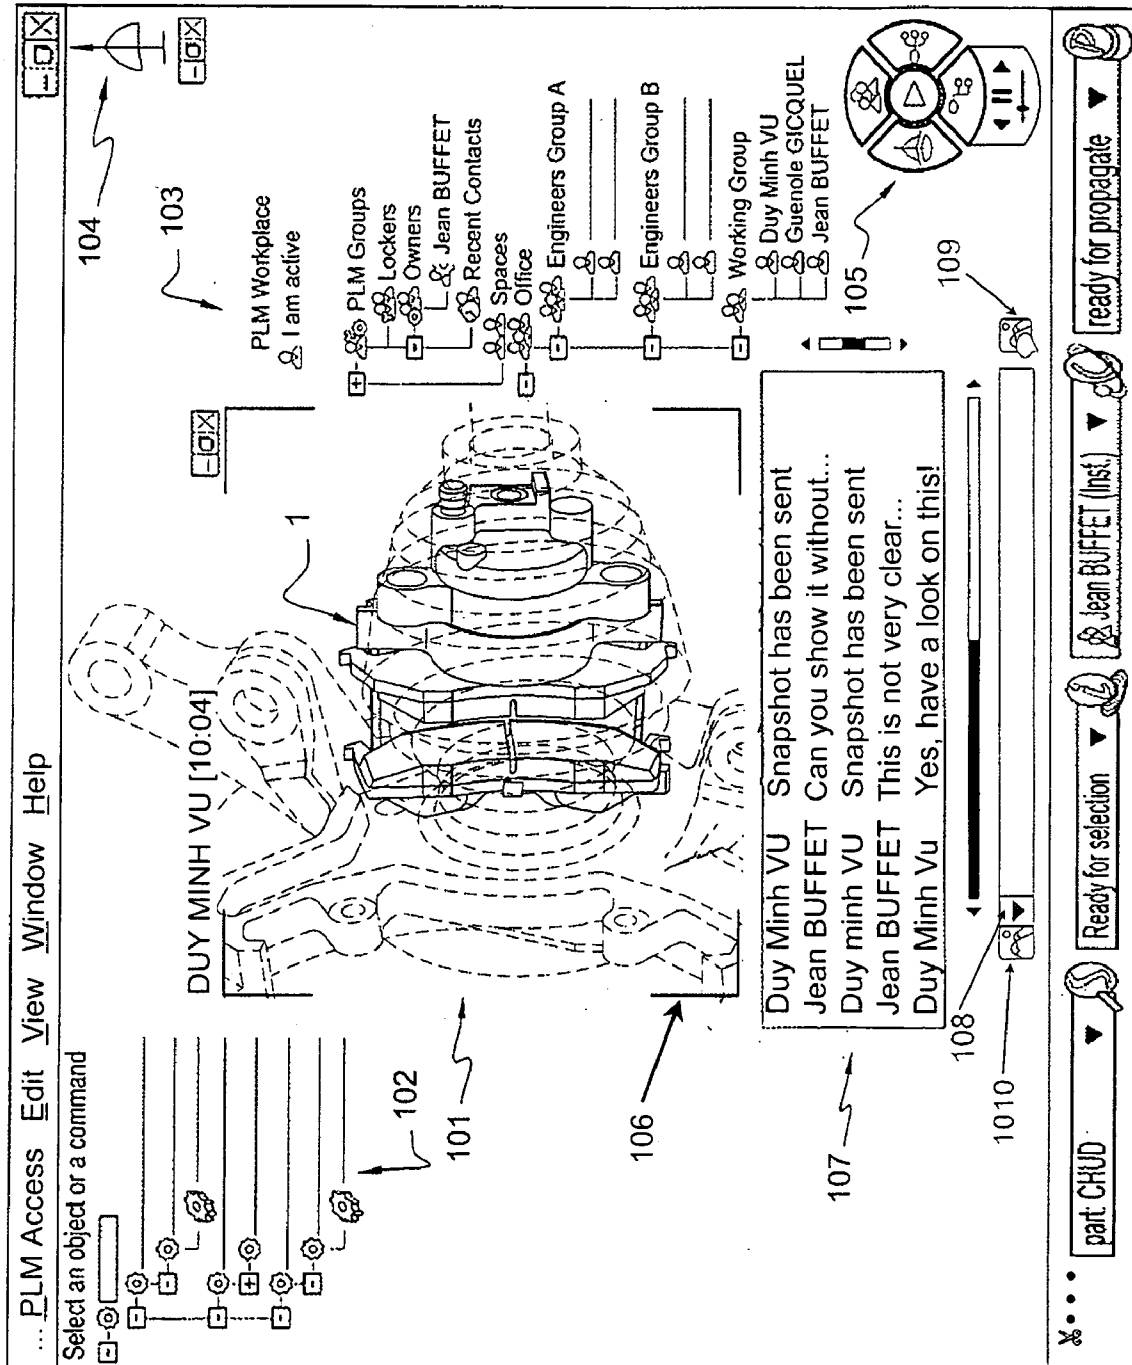 ... PLM Access Edit View Window Help
Select an object or a command
104
103
PLM Workplace
I am active
PLM Groups
Lockers
Owners
Jean BUFFET
Recent Contacts
Spaces
Office
Engineers Group A
Engineers Group B
Working Group
Duy Minh VU
Guenole GICQUEL
Jean BUFFET
105
DUY MINH VU [10:04]
1
102
101
106
107
Duy Minh VU Snapshot has been sent
Jean BUFFET Can you show it without...
Duy minh VU Snapshot has been sent
Jean BUFFET This is not very clear...
Duy Minh Vu Yes, have a look on this!
108
109
1010
part: CHUD
Ready for selection
Jean BUFFET (Inst.)
ready for propagate